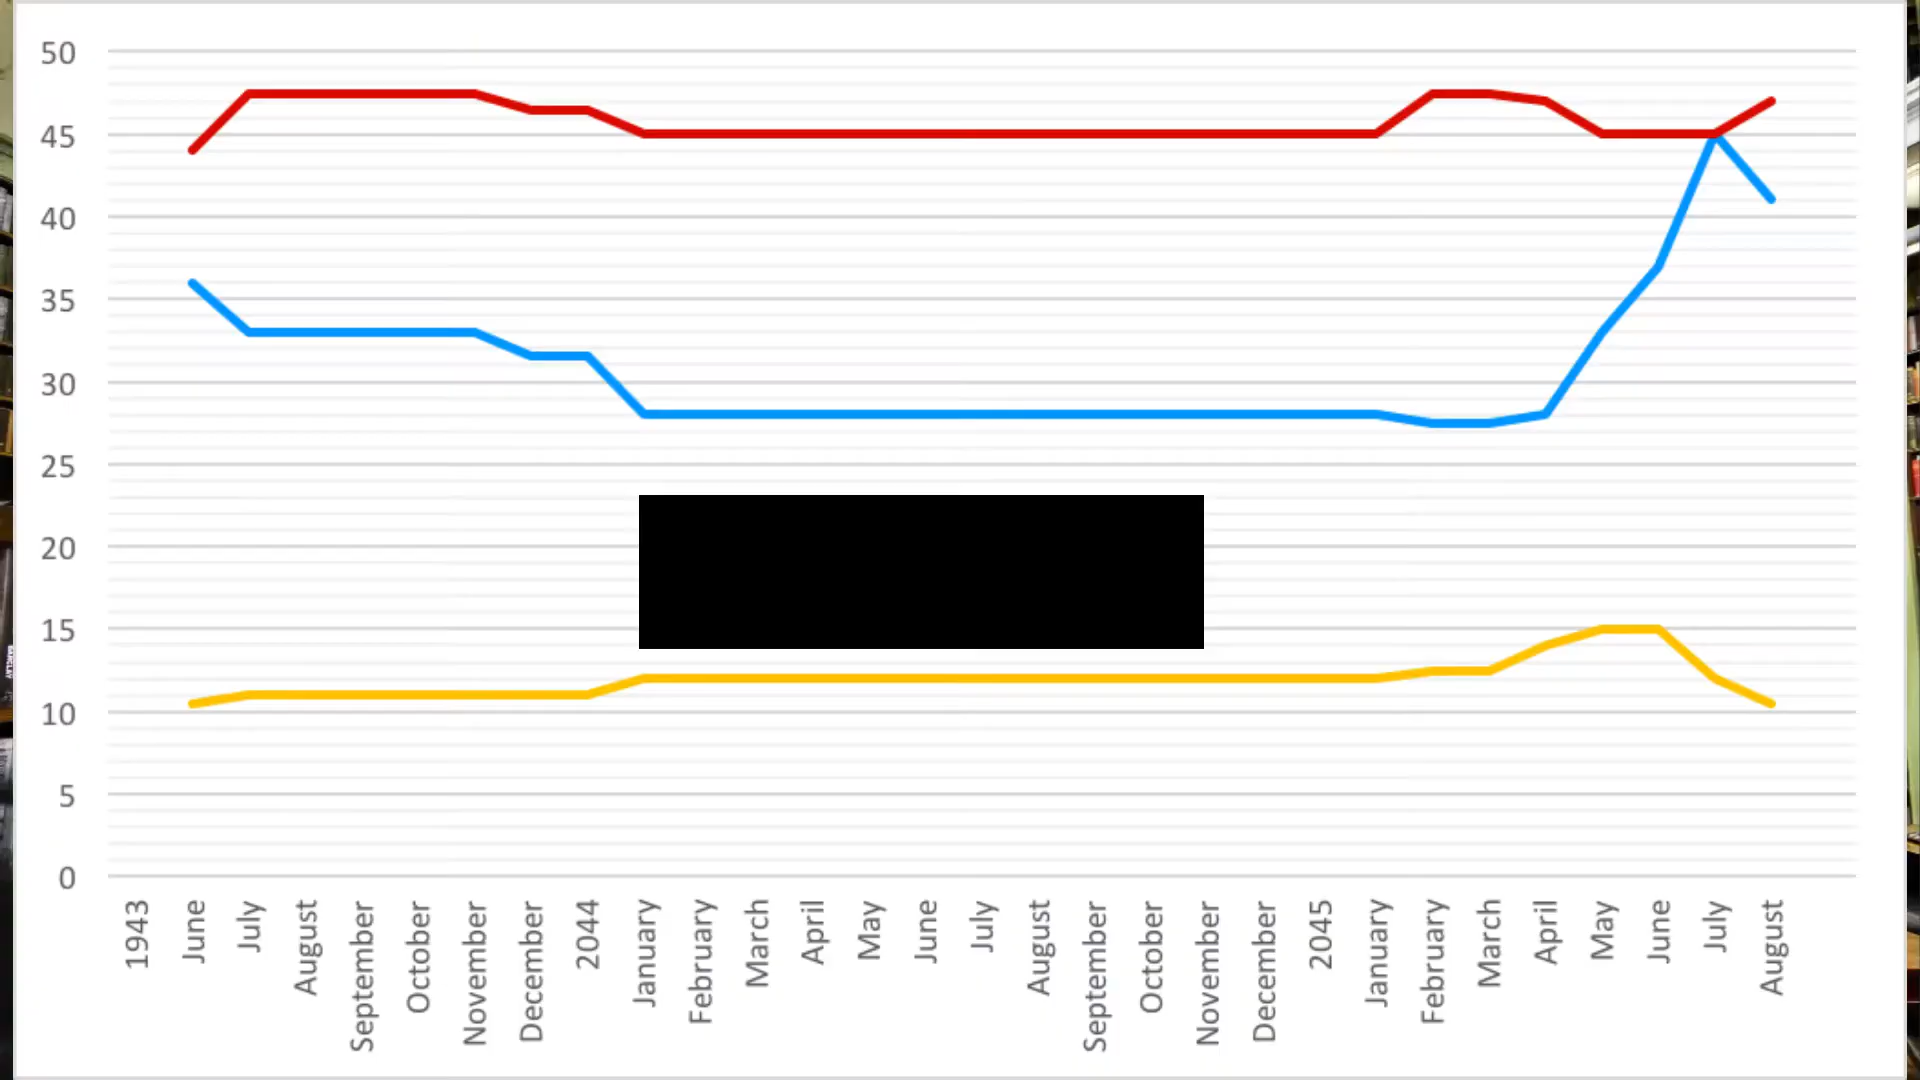 50
45
40
35
30
25
20
15
10
5
0
1943
June
July
August
September
October
November
December
2044
January
February
March
April
May
June
July
August
September
October
November
December
2045
January
February
March
April
May
June
July
August
BARCLAY